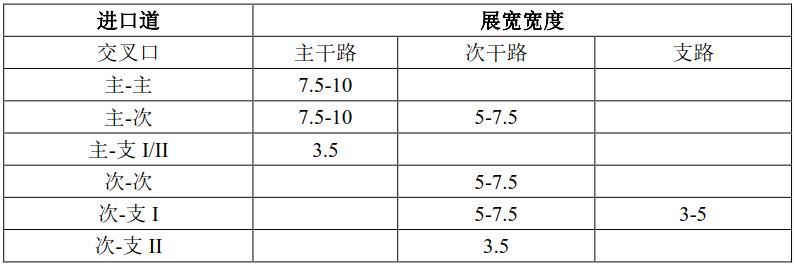 进口道 展宽宽度
交叉口 主干路 次干路 支路
主-主 7.5-10
主-次 7.5-10 5-7.5
主-支 I/II 3.5
次-次 5-7.5
次-支 I 5-7.5 3-5
次-支 II 3.5